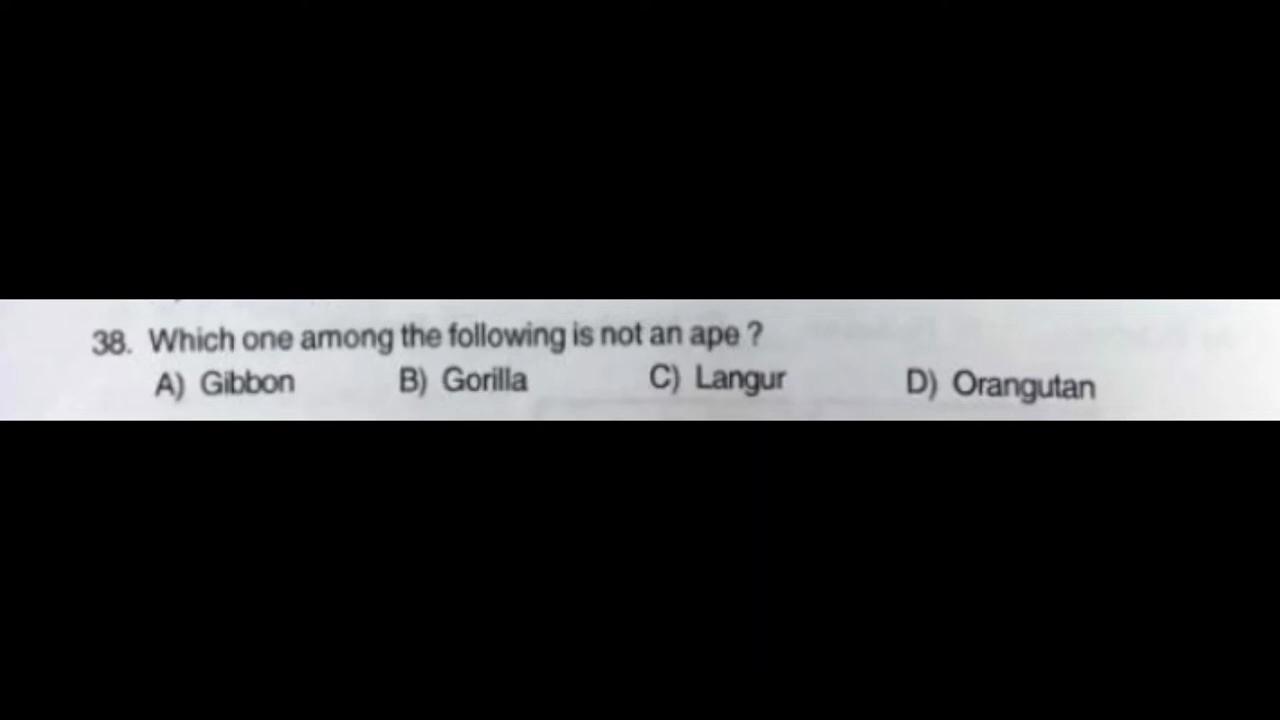 38. Which one among the following is not an ape ?
A) Gibbon B) Gorilla C) Langur D) Orangutan